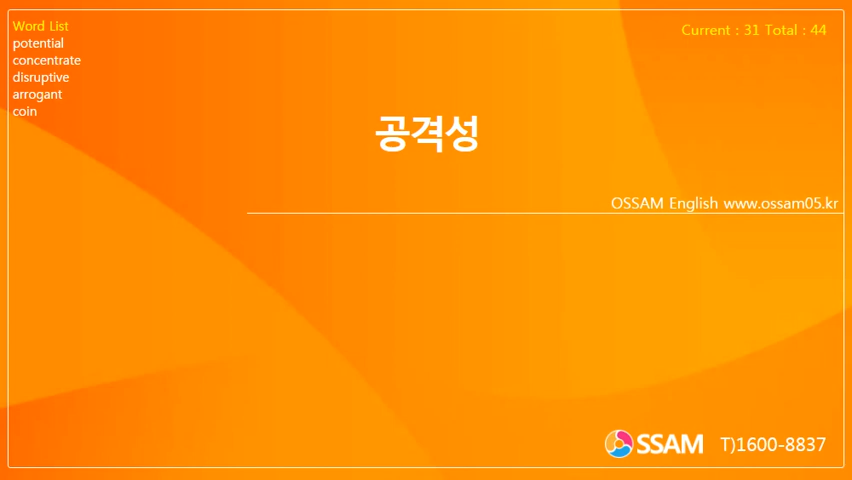 Word List
potential
concentrate
disruptive
arrogant
coin
Current : 31 Total : 44
공격성
OSSAM English www.ossam05.kr
OSSAM T)1600-8837